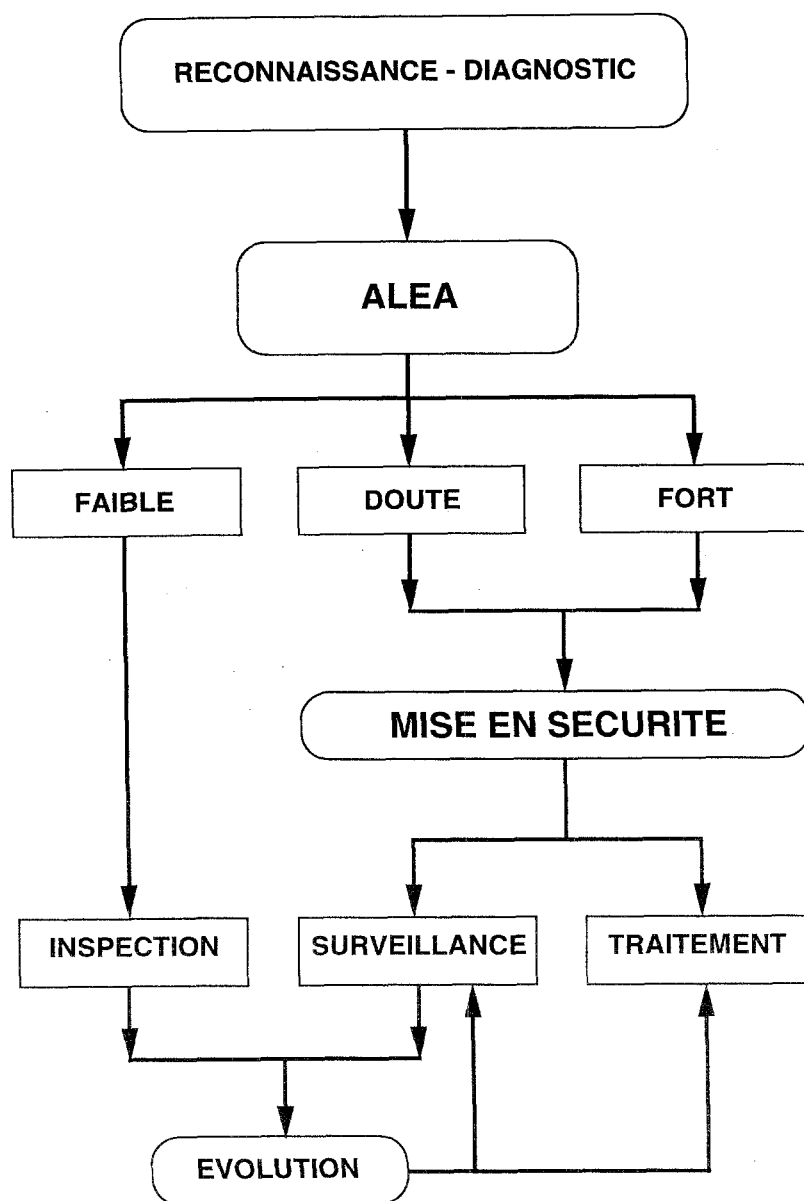 RECONNAISSANCE - DIAGNOSTIC
ALEA
FAIBLE
DOUTE
FORT
MISE EN SECURITE
INSPECTION
SURVEILLANCE
TRAITEMENT
EVOLUTION